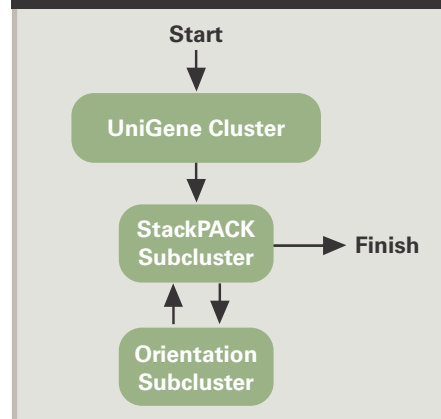 Start
UniGene Cluster
StackPACK
Subcluster
Finish
Orientation
Subcluster